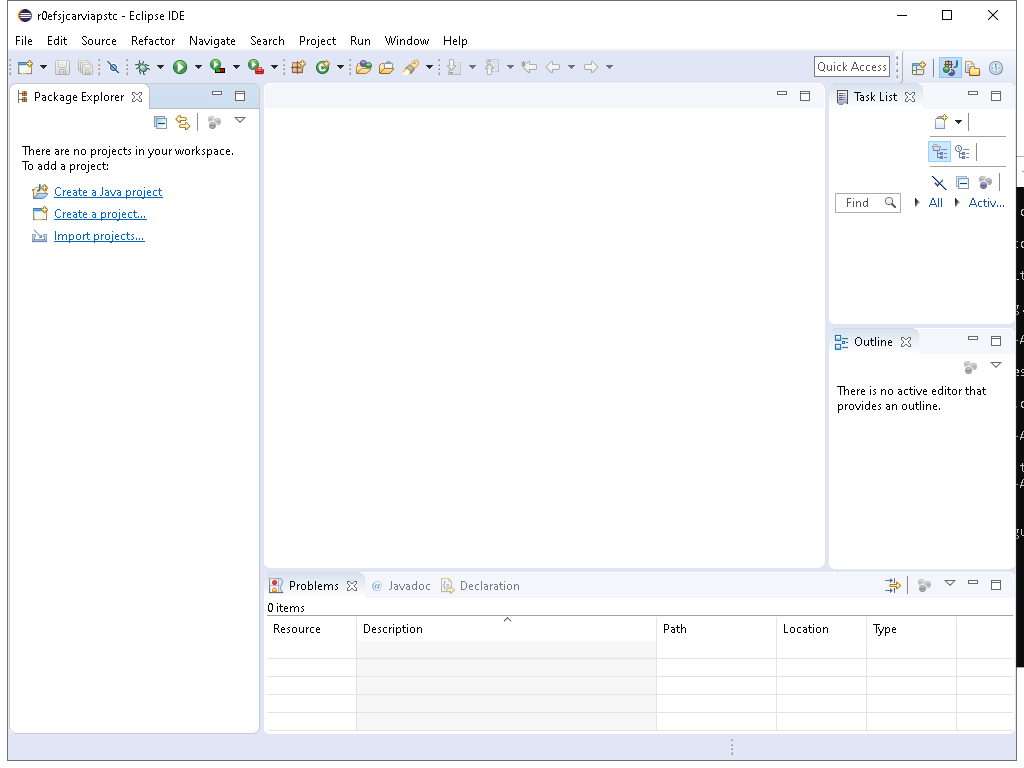 r0efsjcarviapstc - Eclipse IDE
File Edit Source Refactor Navigate Search Project Run Window Help
Quick Access
Package Explorer
There are no projects in your workspace.
To add a project:
Create a Java project
Create a project...
Import projects...
Task List
Find All Activ...
Outline
There is no active editor that
provides an outline.
Problems @ Javadoc Declaration
0 items
Resource Description Path Location Type